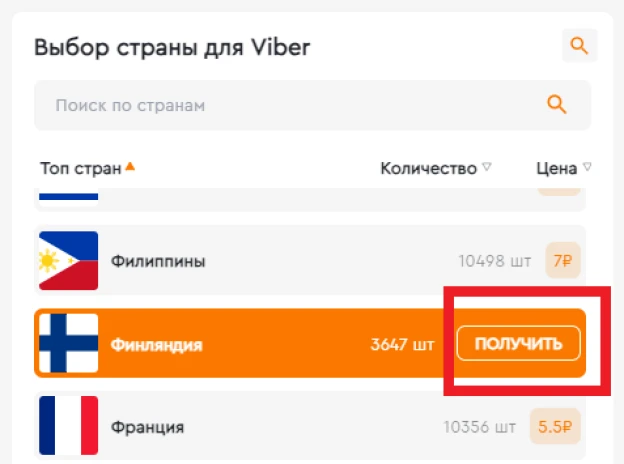 Выбор страны для Viber
Поиск по странам
Топ стран Количество Цена
Филиппины 10498 шт 7₽
Финляндия 3647 шт ПОЛУЧИТЬ
Франция 10356 шт 5.5₽